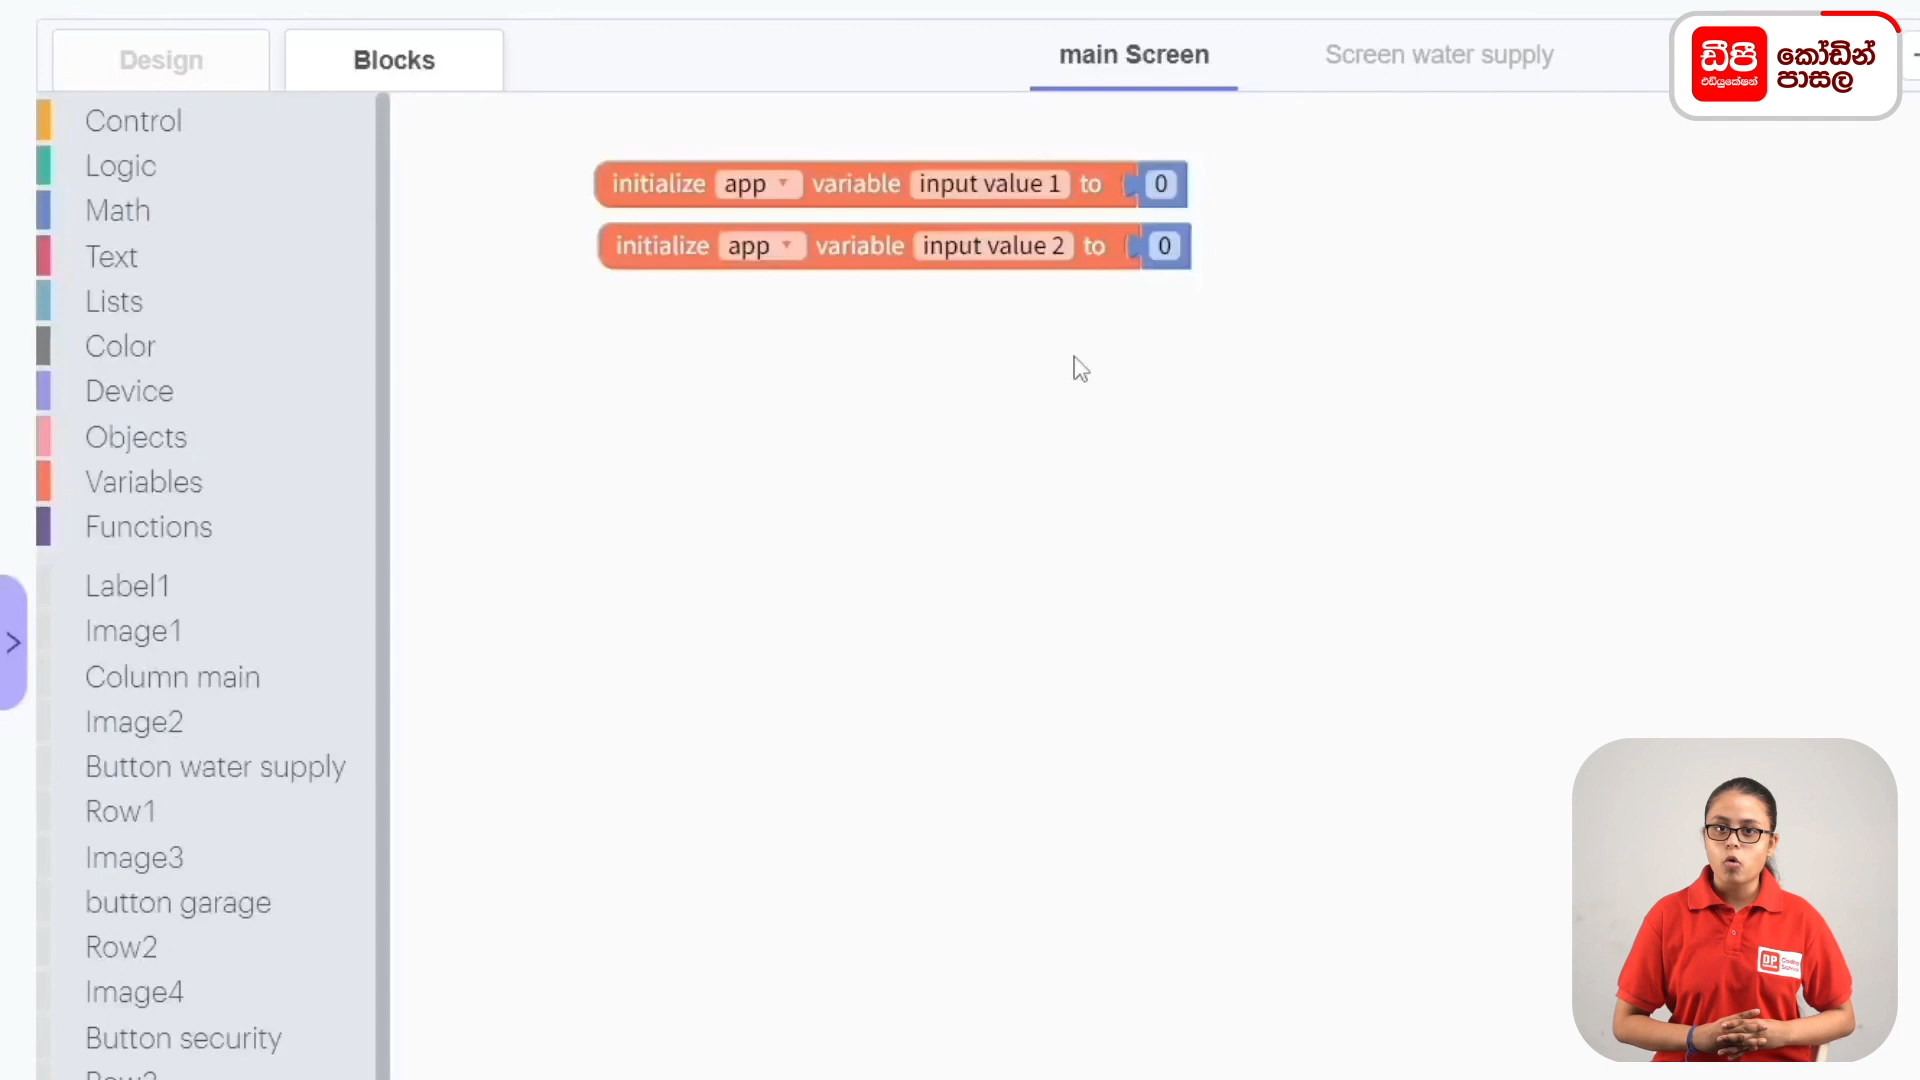 Design
Blocks
main Screen
Screen water supply
ඩීපී
එඩියුකේෂන්
කෝඩින්
පාසල
Control
Logic
Math
Text
Lists
Color
Device
Objects
Variables
Functions
Label1
Image1
Column main
Image2
Button water supply
Row1
Image3
button garage
Row2
Image4
Button security
initialize app variable input value 1 to 0
initialize app variable input value 2 to 0
DP